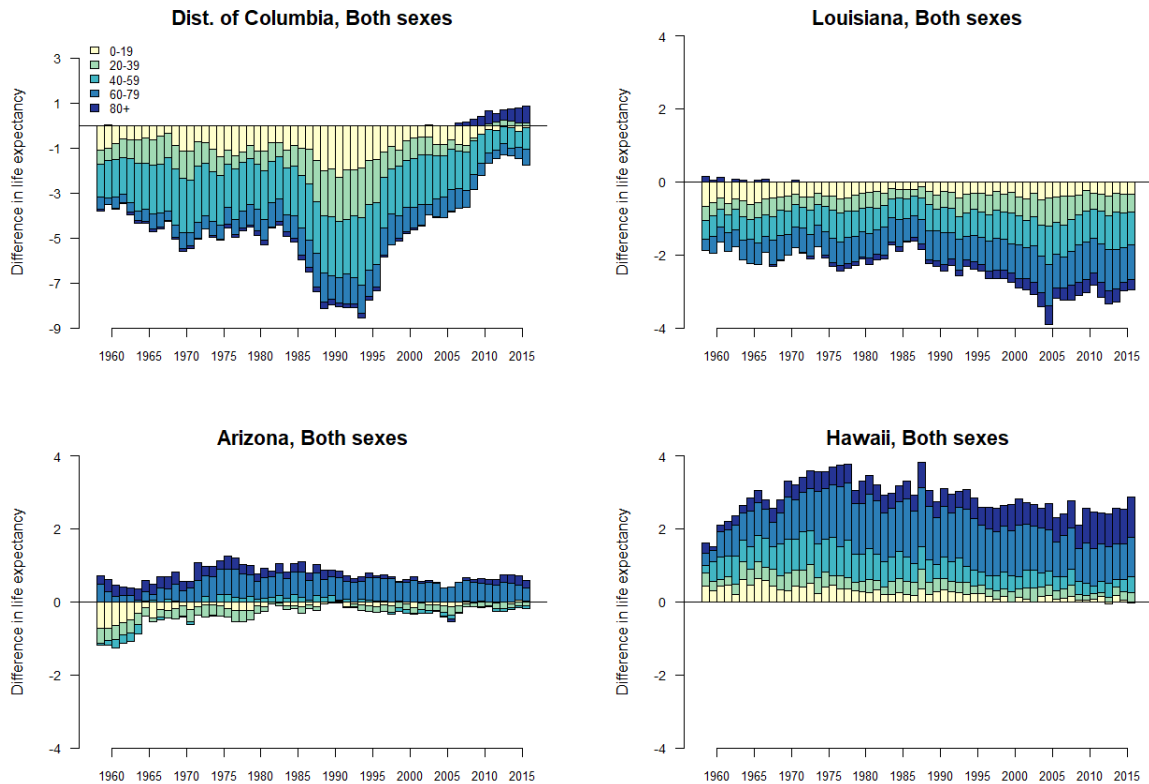 Dist. of Columbia, Both sexes
Difference in life expectancy
3
1
-1
-3
-5
-7
-9
0-19
20-39
40-59
60-79
80+
1960 1965 1970 1975 1980 1985 1990 1995 2000 2005 2010 2015
Louisiana, Both sexes
Difference in life expectancy
4
2
0
-2
-4
1960 1965 1970 1975 1980 1985 1990 1995 2000 2005 2010 2015
Arizona, Both sexes
Difference in life expectancy
4
2
0
-2
-4
1960 1965 1970 1975 1980 1985 1990 1995 2000 2005 2010 2015
Hawaii, Both sexes
Difference in life expectancy
4
2
0
-2
-4
1960 1965 1970 1975 1980 1985 1990 1995 2000 2005 2010 2015